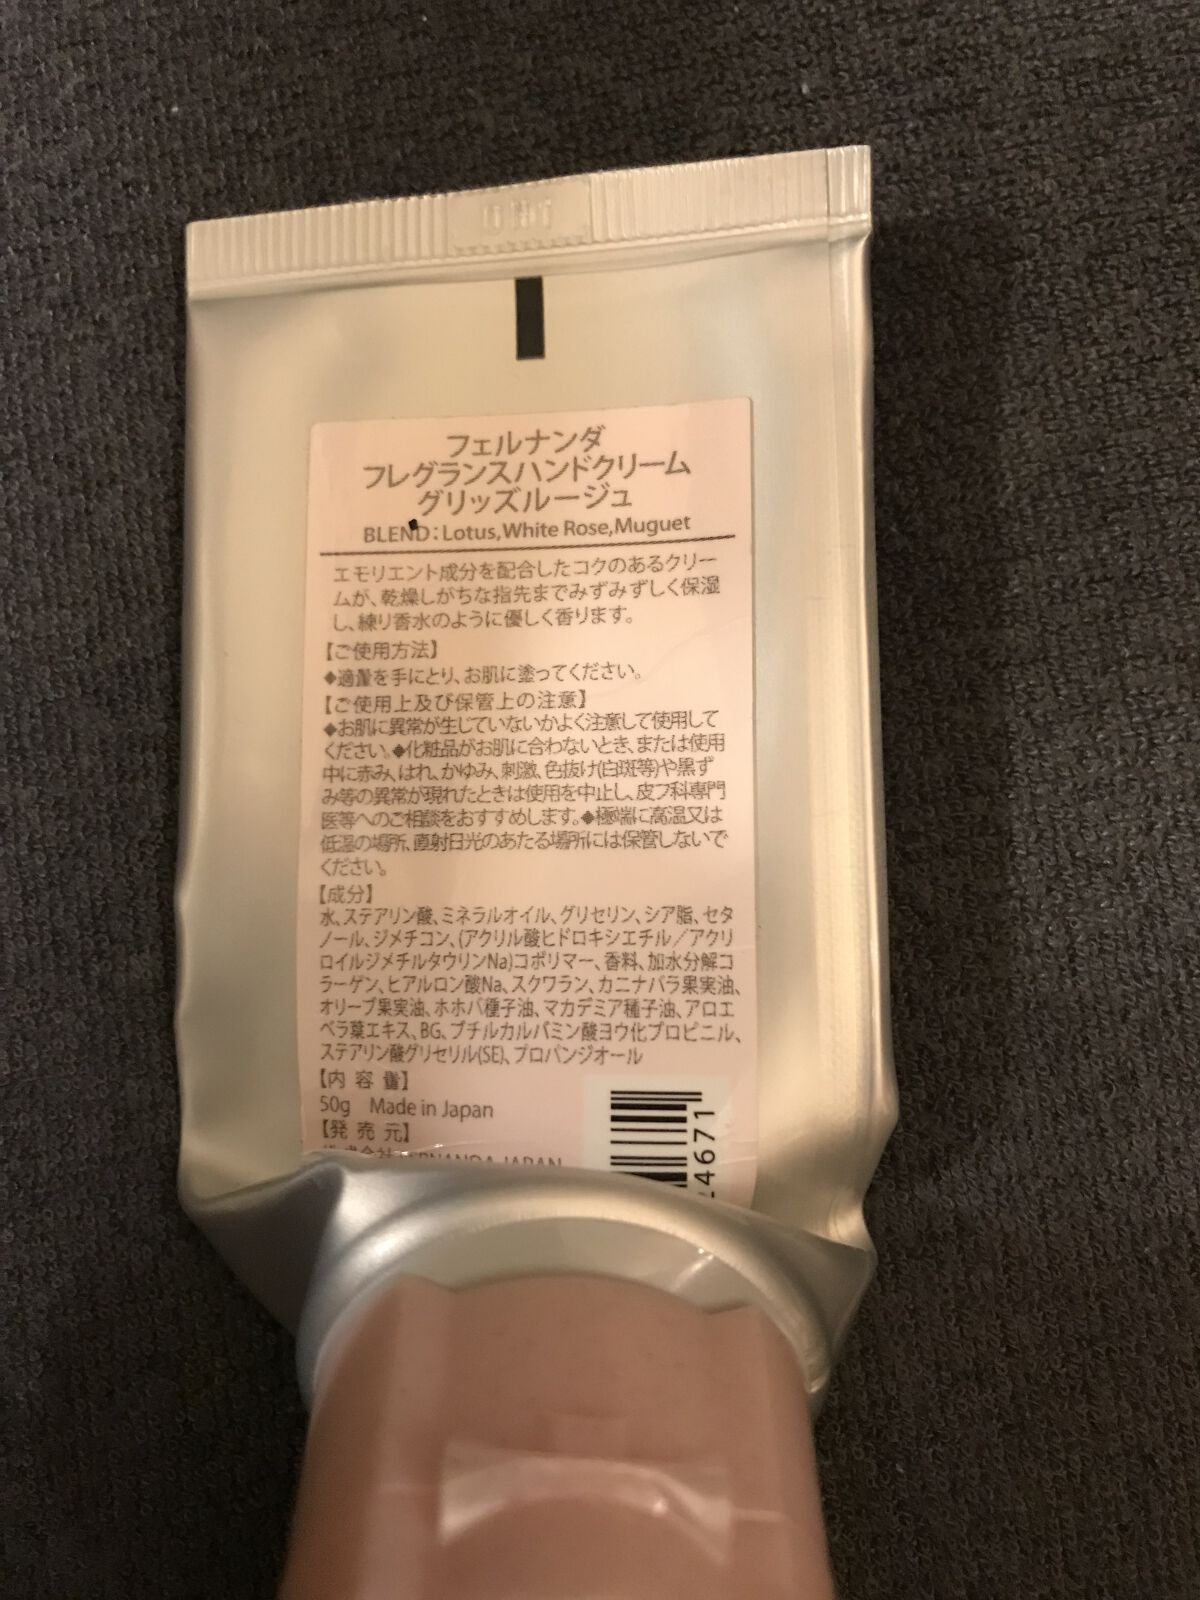 フェルナンダ
フレグランスハンドクリーム
グリッズルージュ
BLEND：Lotus,White Rose,Muguet
エモリエント成分を配合したコクのあるクリー
ムが、乾燥しがちな指先までみずみずしく保湿
し、練り香水のように優しく香ります。
【ご使用方法】
◆適量を手にとり、お肌に塗ってください。
【ご使用上及び保管上の注意】
◆お肌に異常が生じていないかよく注意して使用して
ください。◆化粧品がお肌に合わないとき、または使用
中に赤み、はれ、かゆみ、刺激、色抜け(白斑等)や黒ず
み等の異常が現れたときは使用を中止し、皮フ科専門
医等へのご相談をおすすめします。◆極端に高温又は
低温の場所、直射日光のあたる場所には保管しないで
ください。
【成分】
水、ステアリン酸、ミネラルオイル、グリセリン、シア脂、セタ
ノール、ジメチコン、(アクリル酸ヒドロキシエチル／アクリ
ロイルジメチルタウリンNa)コポリマー、香料、加水分解コ
ラーゲン、ヒアルロン酸Na、スクワラン、カニナバラ果実油、
オリーブ果実油、ホホバ種子油、マカデミア種子油、アロエ
ベラ葉エキス、BG、ブチルカルバミン酸ヨウ化プロピニル、
ステアリン酸グリセリル(SE)、プロパンジオール
【内 容 量】
50g Made in Japan
【発 売 元】
株式会社 FERNANDA JAPAN
4671